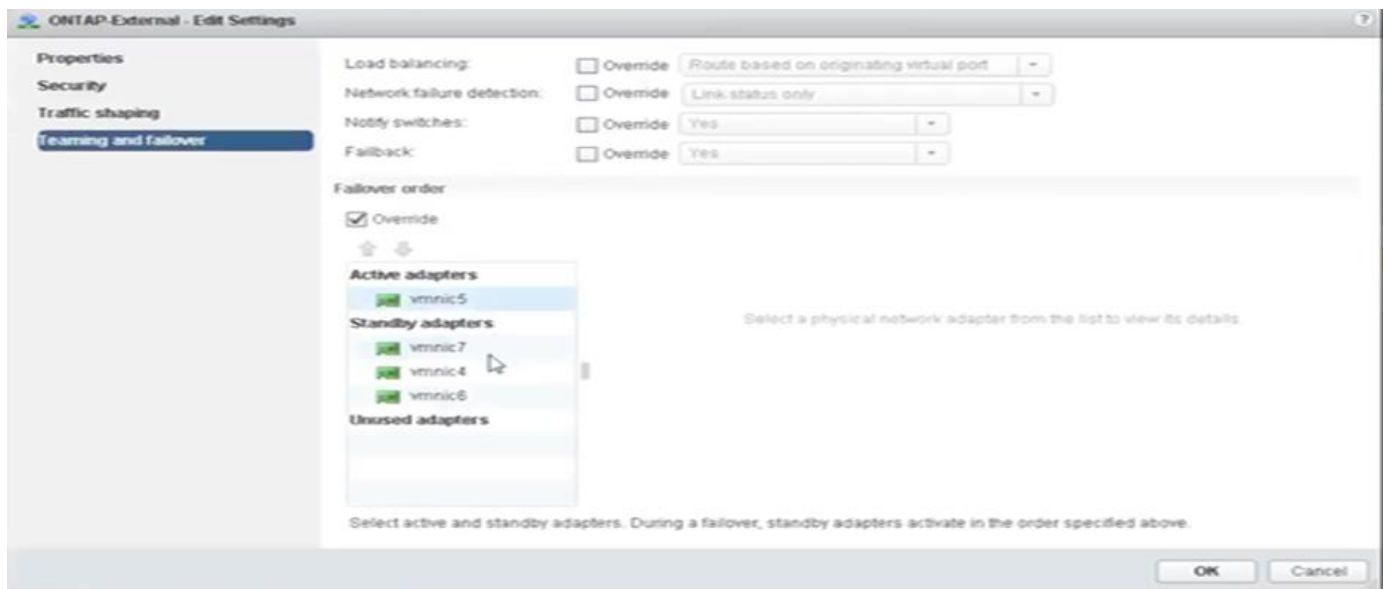 ONTAP-External - Edit Settings
?
Properties
Security
Traffic shaping
Teaming and failover
Load balancing: Override Route based on originating virtual port
Network failure detection: Override Link status only
Notify switches: Override Yes
Failback: Override Yes
Failover order
Override
Active adapters
vmnic5
Standby adapters
vmnic7
vmnic4
vmnic6
Unused adapters
Select a physical network adapter from the list to view its details.
Select active and standby adapters. During a failover, standby adapters activate in the order specified above.
OK Cancel